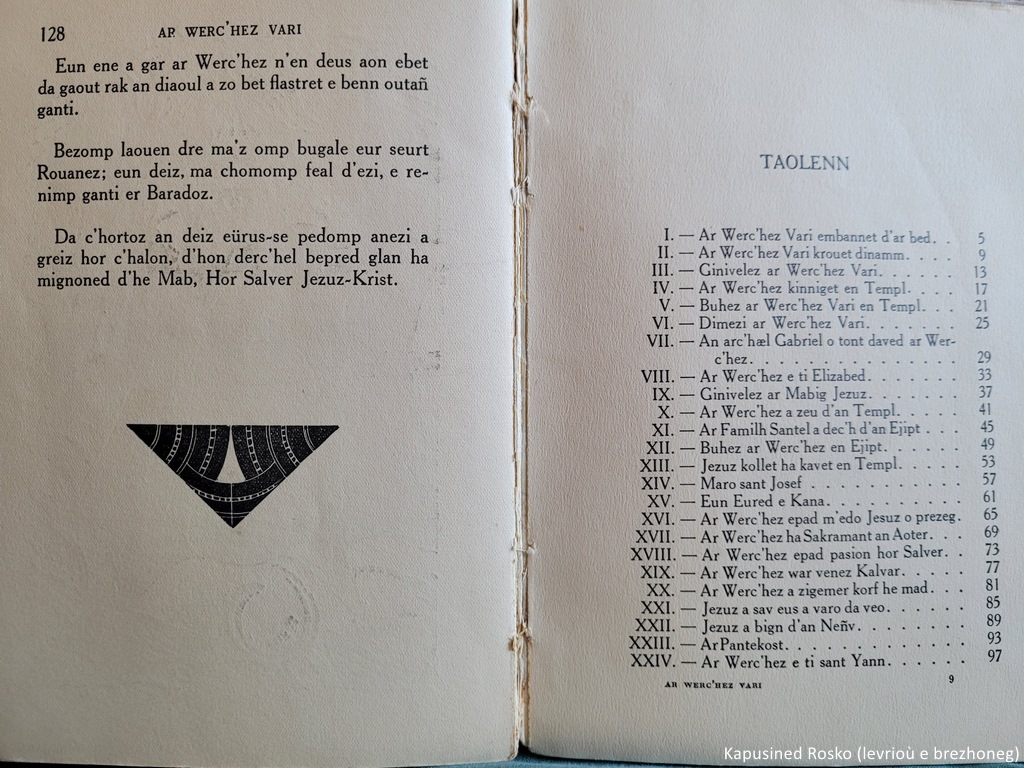 128 AR WERC'HEZ VARI
Eun ene a gar ar Werc'hez n'en deus aon ebet
da gaout rak an diaoul a zo bet flastret e benn outañ
ganti.
Bezomp laouen dre ma'z omp bugale eur seurt
Rouanez; eun deiz, ma chomomp feal d'ezi, e re-
nimp ganti er Baradoz.
Da c'hortoz an deiz eürus-se pedomp anezi a
greiz hor c'halon, d'hon derc'hel bepred glan ha
mignoned d'he Mab, Hor Salver Jezuz-Krist.
TAOLENN
I. — Ar Werc'hez Vari embannet d'ar bed. . 5
II. — Ar Werc'hez Vari krouet dinamm. . . . 9
III. — Ginivelez ar Werc'hez Vari. . . . . . 13
IV. — Ar Werc'hez kinniget en Templ. . . . 17
V. — Buhez ar Werc'hez Vari en Templ. . . 21
VI. — Dimezi ar Werc'hez Vari. . . . . . . 25
VII. — An arc'hæl Gabriel o tont daved ar Wer-
c'hez. . . . . . . . . . . . . . . 29
VIII. — Ar Werc'hez e ti Elizabed. . . . . . . 33
IX. — Ginivelez ar Mabig Jezuz. . . . . . . 37
X. — Ar Werc'hez a zeu d'an Templ. . . . . 41
XI. — Ar Familh Santel a dec'h d'an Ejipt . . . 45
XII. — Buhez ar Werc'hez en Ejipt. . . . . . 49
XIII. — Jezuz kollet ha kavet en Templ. . . . . 53
XIV. — Maro sant Josef . . . . . . . . . . . 57
XV. — Eun Eured e Kana. . . . . . . . . . 61
XVI. — Ar Werc'hez epad m'edo Jesuz o prezeg. 65
XVII. — Ar Werc'hez ha Sakramant an Aoter. . . 69
XVIII. — Ar Werc'hez epad pasion hor Salver. . 73
XIX. — Ar Werc'hez war venez Kalvar. . . . . 77
XX. — Ar Werc'hez a zigemer korf he mad. . . 81
XXI. — Jezuz a sav eus a varo da veo. . . . . . 85
XXII. — Jezuz a bign d'an Neñv. . . . . . . . 89
XXIII. — Ar Pantekost. . . . . . . . . . . . . 93
XXIV. — Ar Werc'hez e ti sant Yann. . . . . . 97
AR WERC'HEZ VARI 9
Kapusined Rosko (levrioù e brezhoneg)